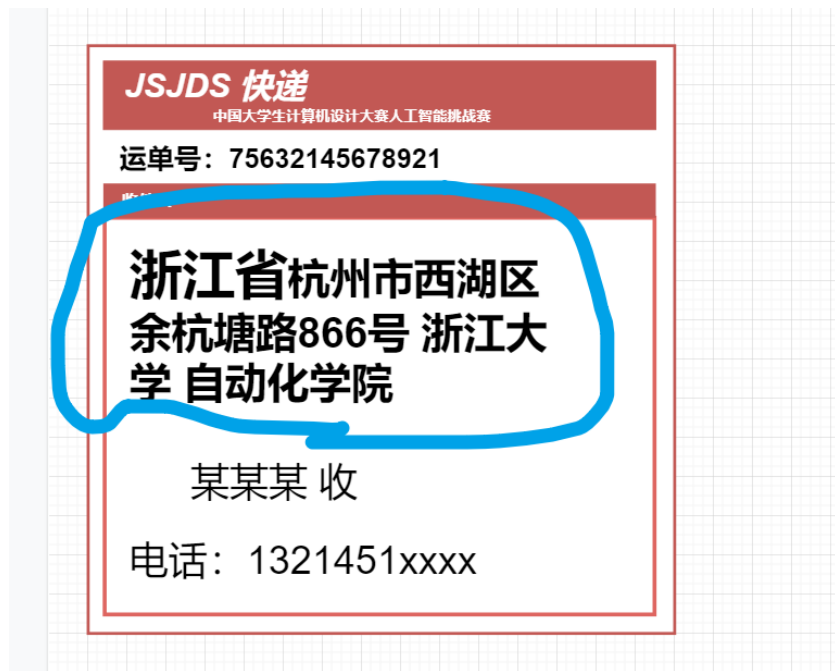 JSJDS 快递
中国大学生计算机设计大赛人工智能挑战赛
运单号：75632145678921
浙江省杭州市西湖区
余杭塘路866号 浙江大
学 自动化学院
某某某 收
电话：1321451xxxx